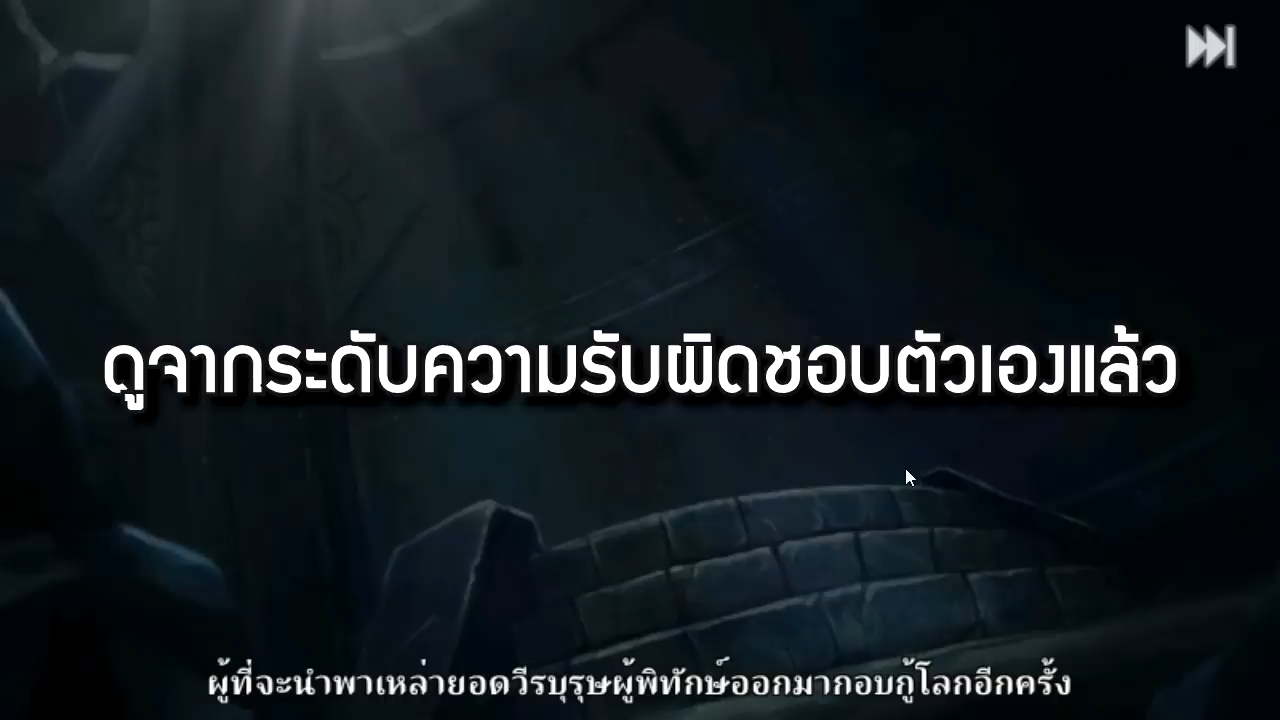 ดูจากระดับความรับผิดชอบตัวเองแล้ว
ผู้ที่จะนำพาเหล่ายอดวีรบุรุษผู้พิทักษ์ออกมากอบกู้โลกอีกครั้ง